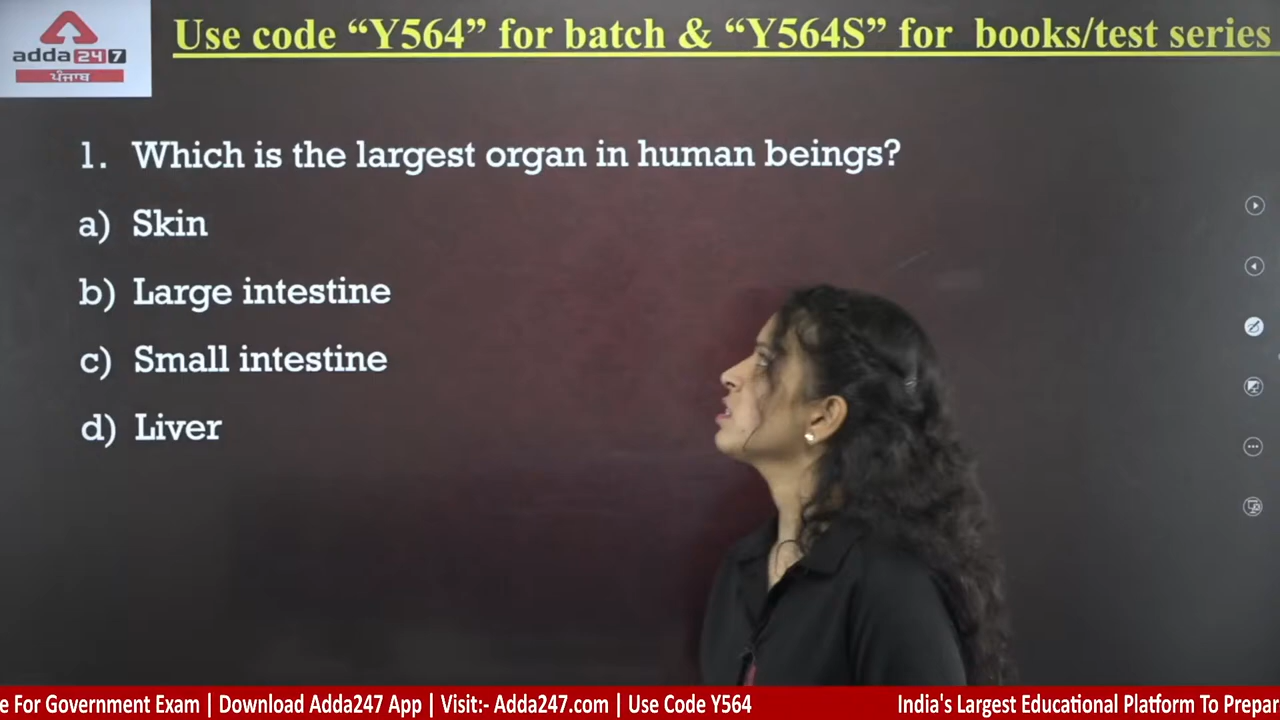 adda247
ਪੰਜਾਬ
Use code “Y564” for batch & “Y564S” for books/test series
1. Which is the largest organ in human beings?
a) Skin
b) Large intestine
c) Small intestine
d) Liver
e For Government Exam | Download Adda247 App | Visit:- Adda247.com | Use Code Y564 India's Largest Educational Platform To Prepar